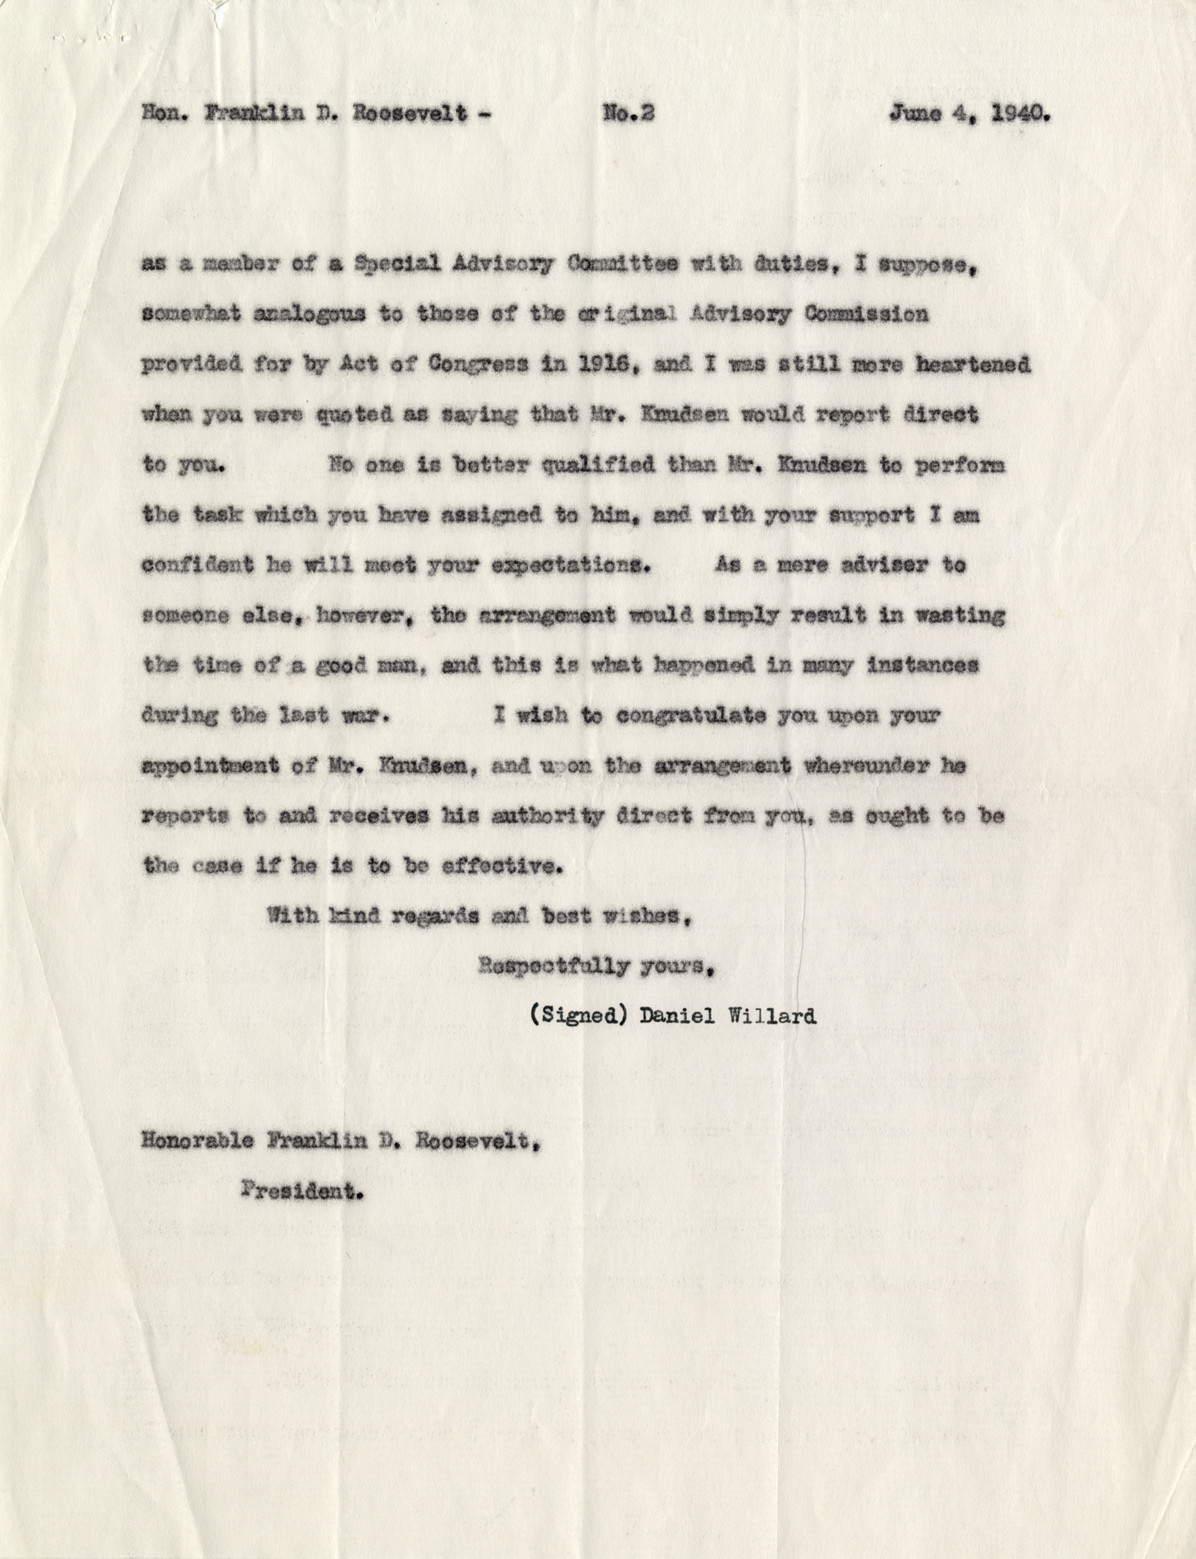 Hon. Franklin D. Roosevelt - No.2 June 4, 1940.
as a member of a Special Advisory Committee with duties, I suppose,
somewhat analogous to those of the original Advisory Commission
provided for by Act of Congress in 1916, and I was still more heartened
when you were quoted as saying that Mr. Knudsen would report direct
to you. No one is better qualified than Mr. Knudsen to perform
the task which you have assigned to him, and with your support I am
confident he will meet your expectations. As a mere adviser to
someone else, however, the arrangement would simply result in wasting
the time of a good man, and this is what happened in many instances
during the last war. I wish to congratulate you upon your
appointment of Mr. Knudsen, and upon the arrangement whereunder he
reports to and receives his authority direct from you, as ought to be
the case if he is to be effective.
With kind regards and best wishes,
Respectfully yours,
(Signed) Daniel Willard
Honorable Franklin D. Roosevelt,
President.